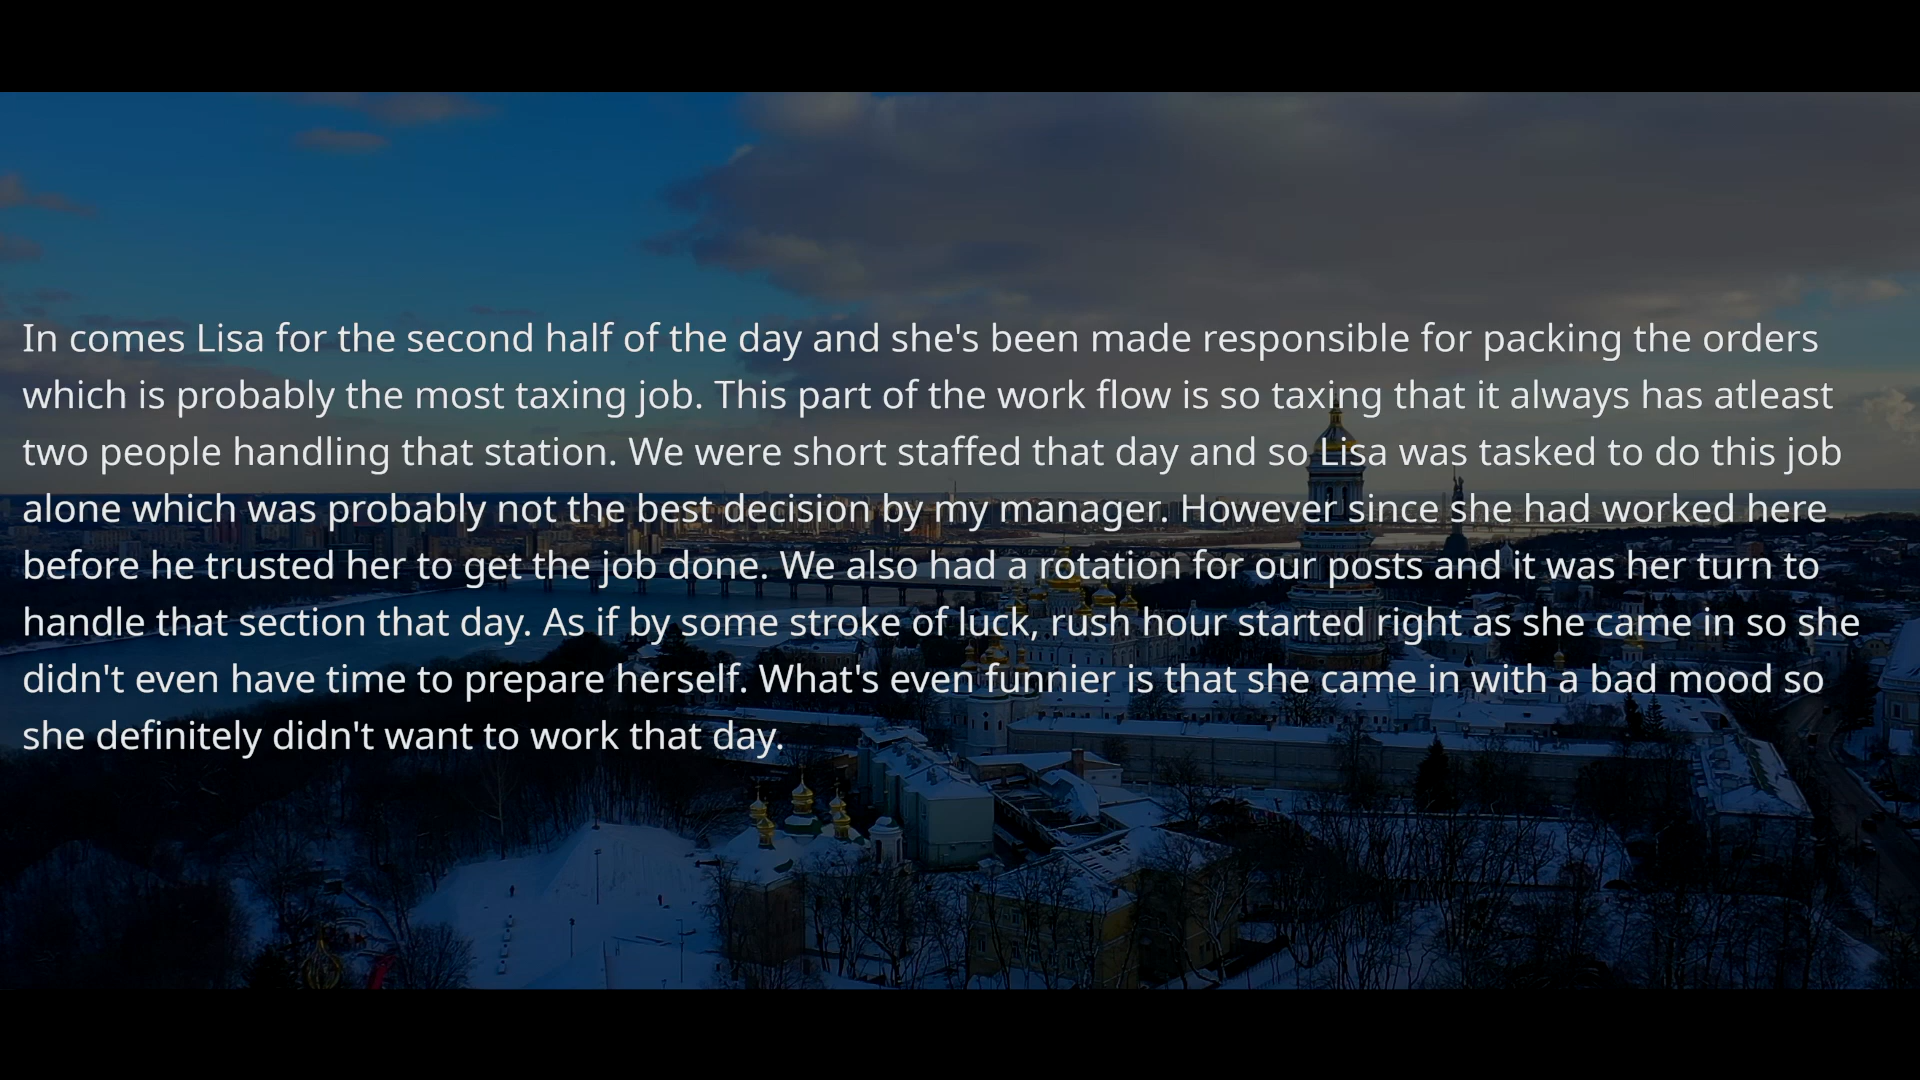 In comes Lisa for the second half of the day and she's been made responsible for packing the orders
which is probably the most taxing job. This part of the work flow is so taxing that it always has atleast
two people handling that station. We were short staffed that day and so Lisa was tasked to do this job
alone which was probably not the best decision by my manager. However since she had worked here
before he trusted her to get the job done. We also had a rotation for our posts and it was her turn to
handle that section that day. As if by some stroke of luck, rush hour started right as she came in so she
didn't even have time to prepare herself. What's even funnier is that she came in with a bad mood so
she definitely didn't want to work that day.